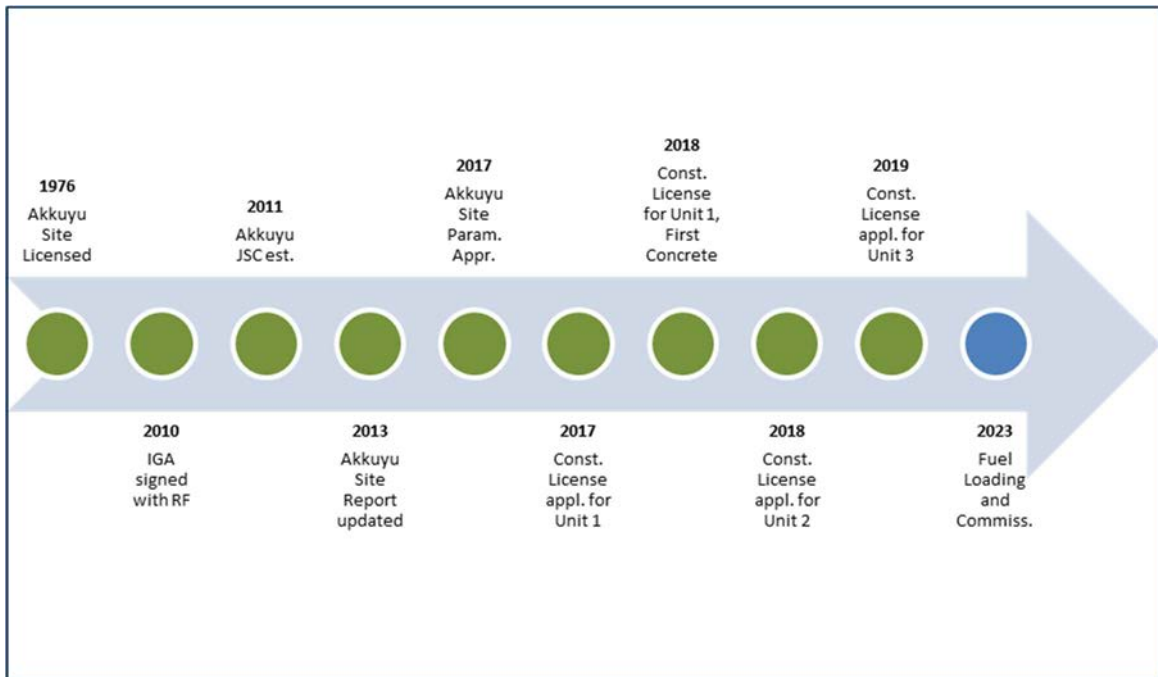 1976
Akkuyu
Site
Licensed
2010
IGA
signed
with RF
2011
Akkuyu
JSC est.
2013
Akkuyu
Site
Report
updated
2017
Akkuyu
Site
Param.
Appr.
2017
Const.
License
appl. for
Unit 1
2018
Const.
License
for Unit 1,
First
Concrete
2018
Const.
License
appl. for
Unit 2
2019
Const.
License
appl. for
Unit 3
2023
Fuel
Loading
and
Commiss.